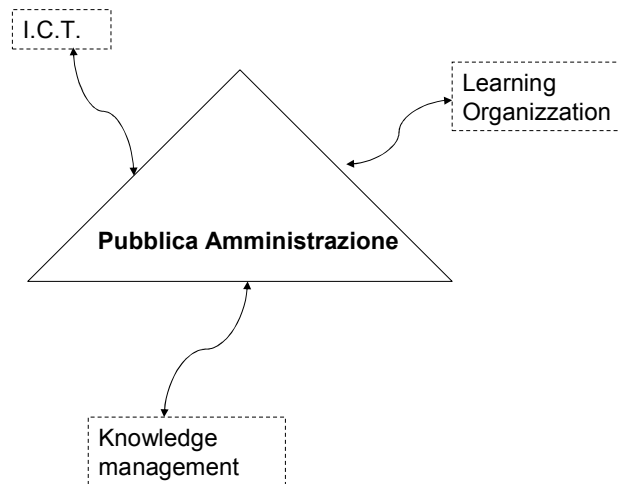 I.C.T.
Learning
Organizzation
Pubblica Amministrazione
Knowledge
management